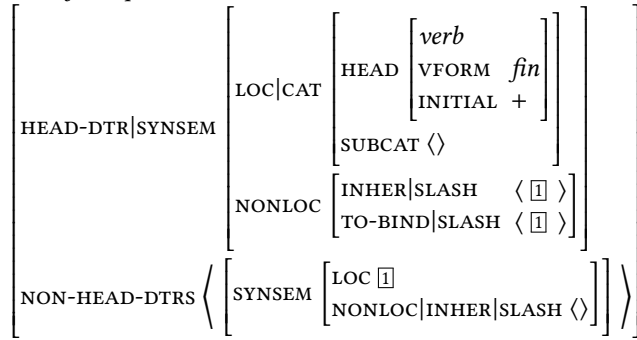 verb
HEAD VFORM fin
INITIAL +
LOC|CAT
SUBCAT ⟨⟩
HEAD-DTR|SYNSEM
NONLOC INHER|SLASH ⟨ 1 ⟩
TO-BIND|SLASH ⟨ 1 ⟩
NON-HEAD-DTRS ⟨ SYNSEM LOC 1
NONLOC|INHER|SLASH ⟨⟩ ⟩